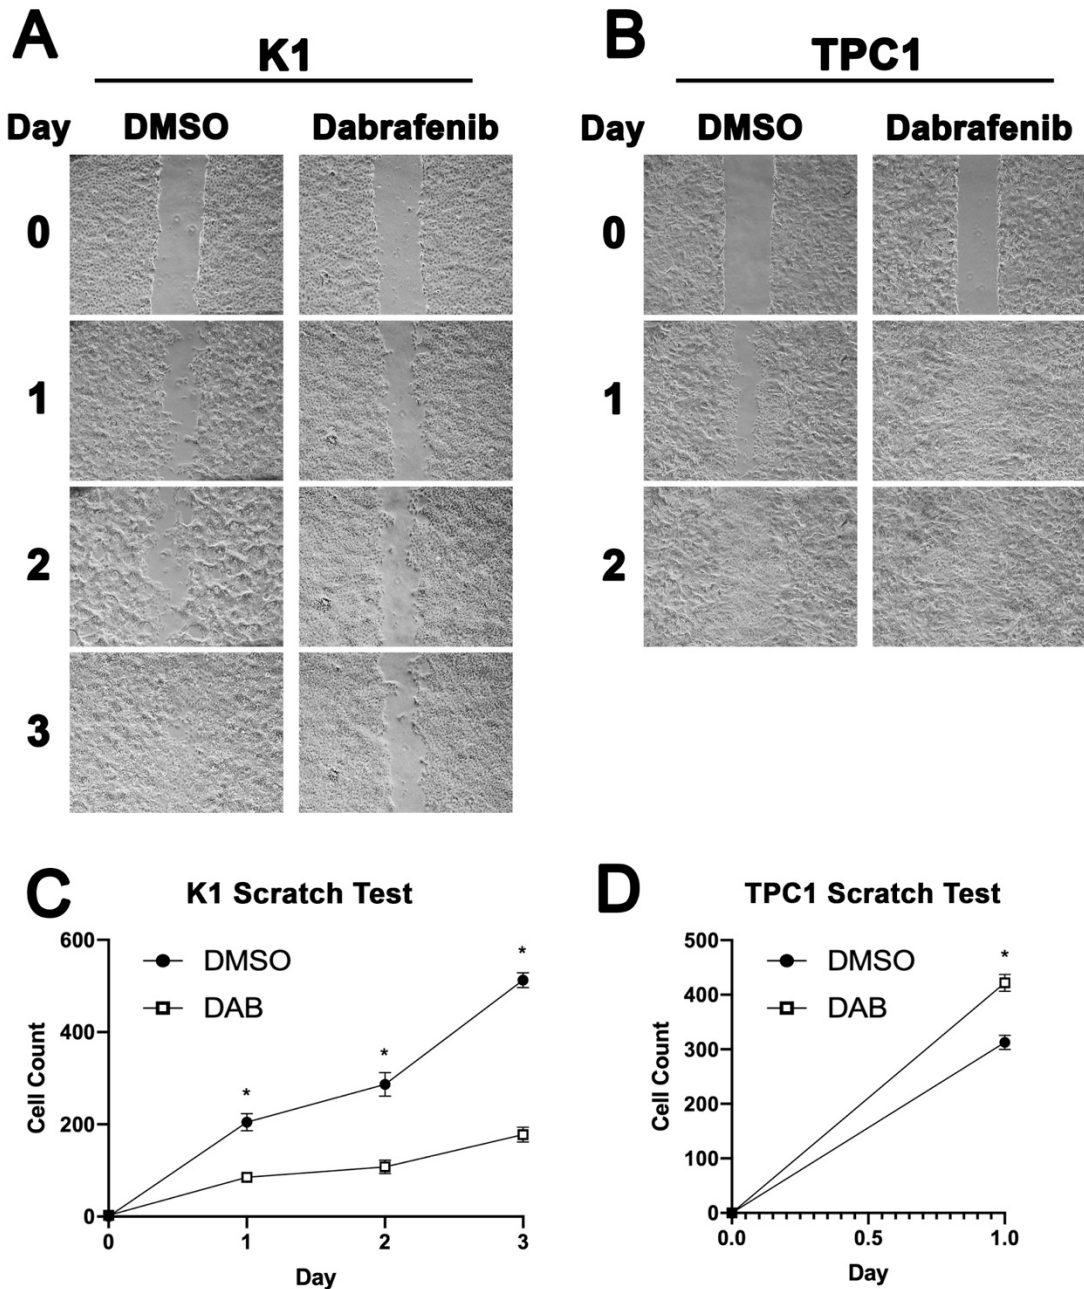 A
K1
Day DMSO Dabrafenib
0
1
2
3
B
TPC1
Day DMSO Dabrafenib
0
1
2
C
K1 Scratch Test
600
400
200
0
Cell Count
DMSO
DAB
*
*
*
0 1 2 3
Day
D
TPC1 Scratch Test
500
400
300
200
100
0
Cell Count
DMSO
DAB
*
0.0 0.5 1.0
Day